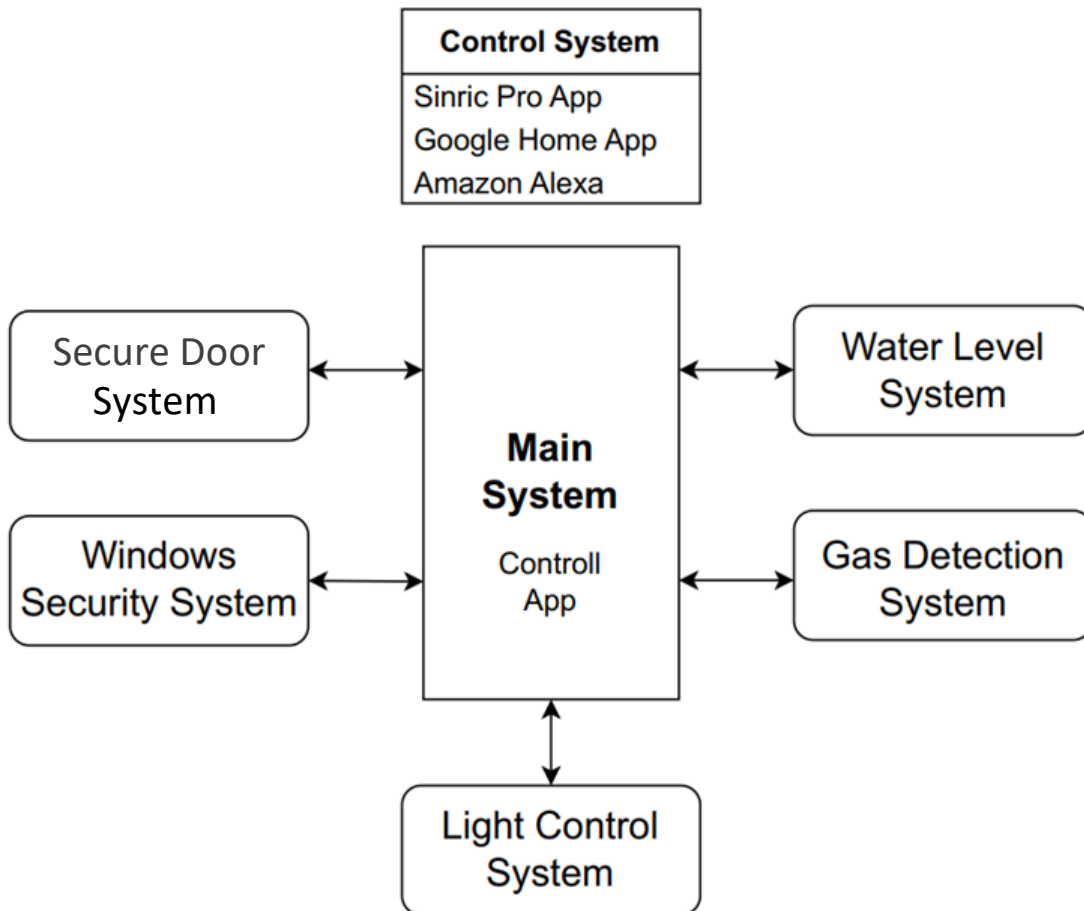 Control System
Sinric Pro App
Google Home App
Amazon Alexa
Secure Door
System
Windows
Security System
Main
System
Controll
App
Water Level
System
Gas Detection
System
Light Control
System